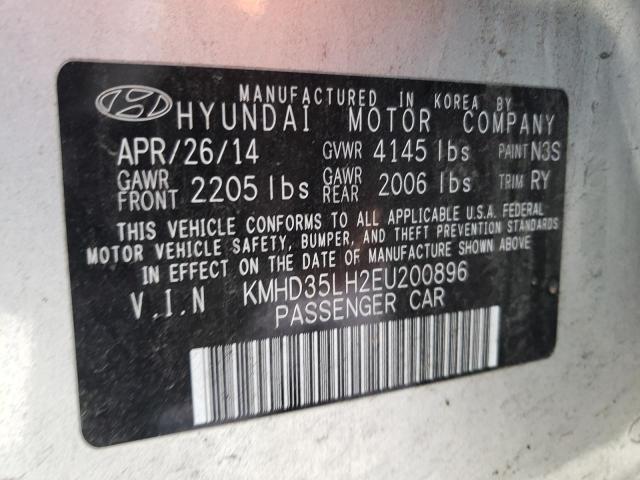 MANUFACTURED IN KOREA BY
HYUNDAI MOTOR COMPANY
APR/26/14 GVWR 4145 lbs PAINT N3S
GAWR FRONT 2205 lbs GAWR REAR 2006 lbs TRIM RY
THIS VEHICLE CONFORMS TO ALL APPLICABLE U.S.A. FEDERAL
MOTOR VEHICLE SAFETY, BUMPER, AND THEFT PREVENTION STANDARDS
IN EFFECT ON THE DATE OF MANUFACTURE SHOWN ABOVE.
V.I.N KMHD35LH2EU200896
PASSENGER CAR